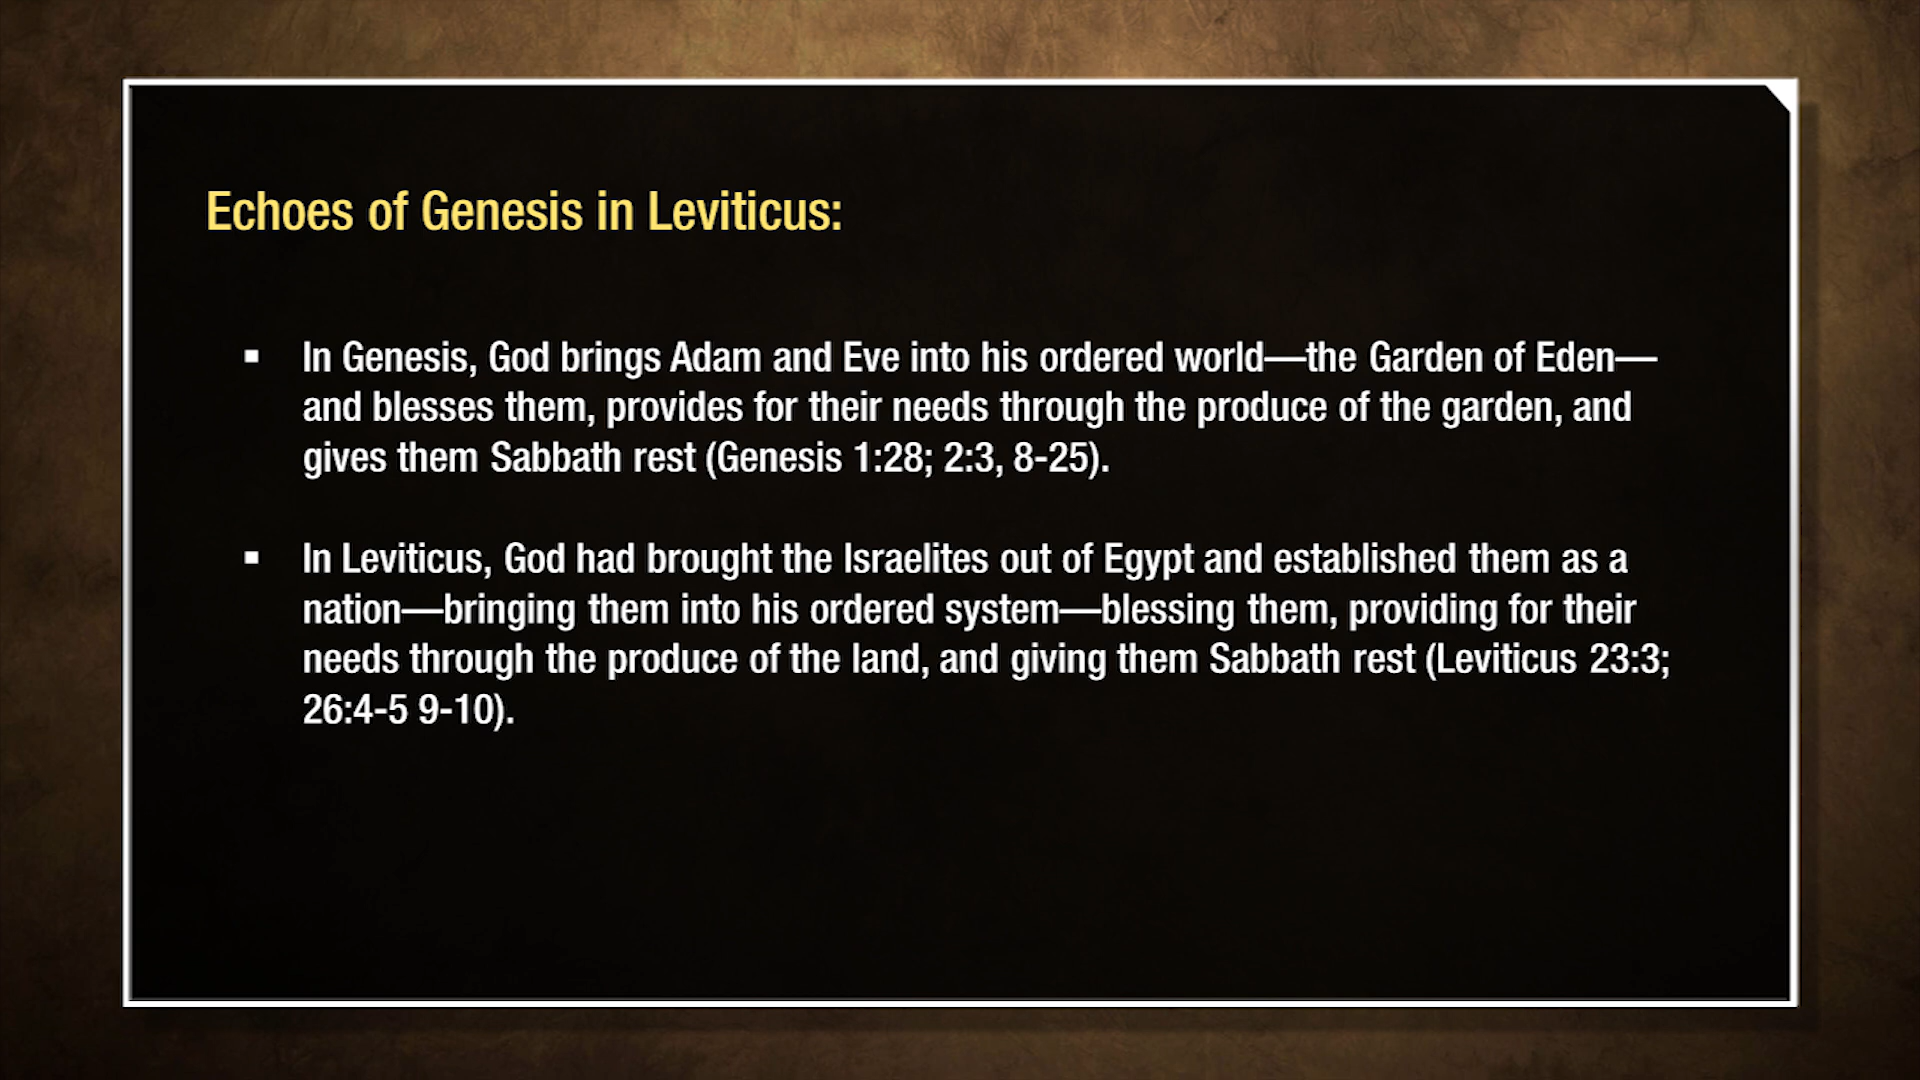 Echoes of Genesis in Leviticus:
▪ In Genesis, God brings Adam and Eve into his ordered world—the Garden of Eden—
and blesses them, provides for their needs through the produce of the garden, and
gives them Sabbath rest (Genesis 1:28; 2:3, 8-25).
▪ In Leviticus, God had brought the Israelites out of Egypt and established them as a
nation—bringing them into his ordered system—blessing them, providing for their
needs through the produce of the land, and giving them Sabbath rest (Leviticus 23:3;
26:4-5 9-10).